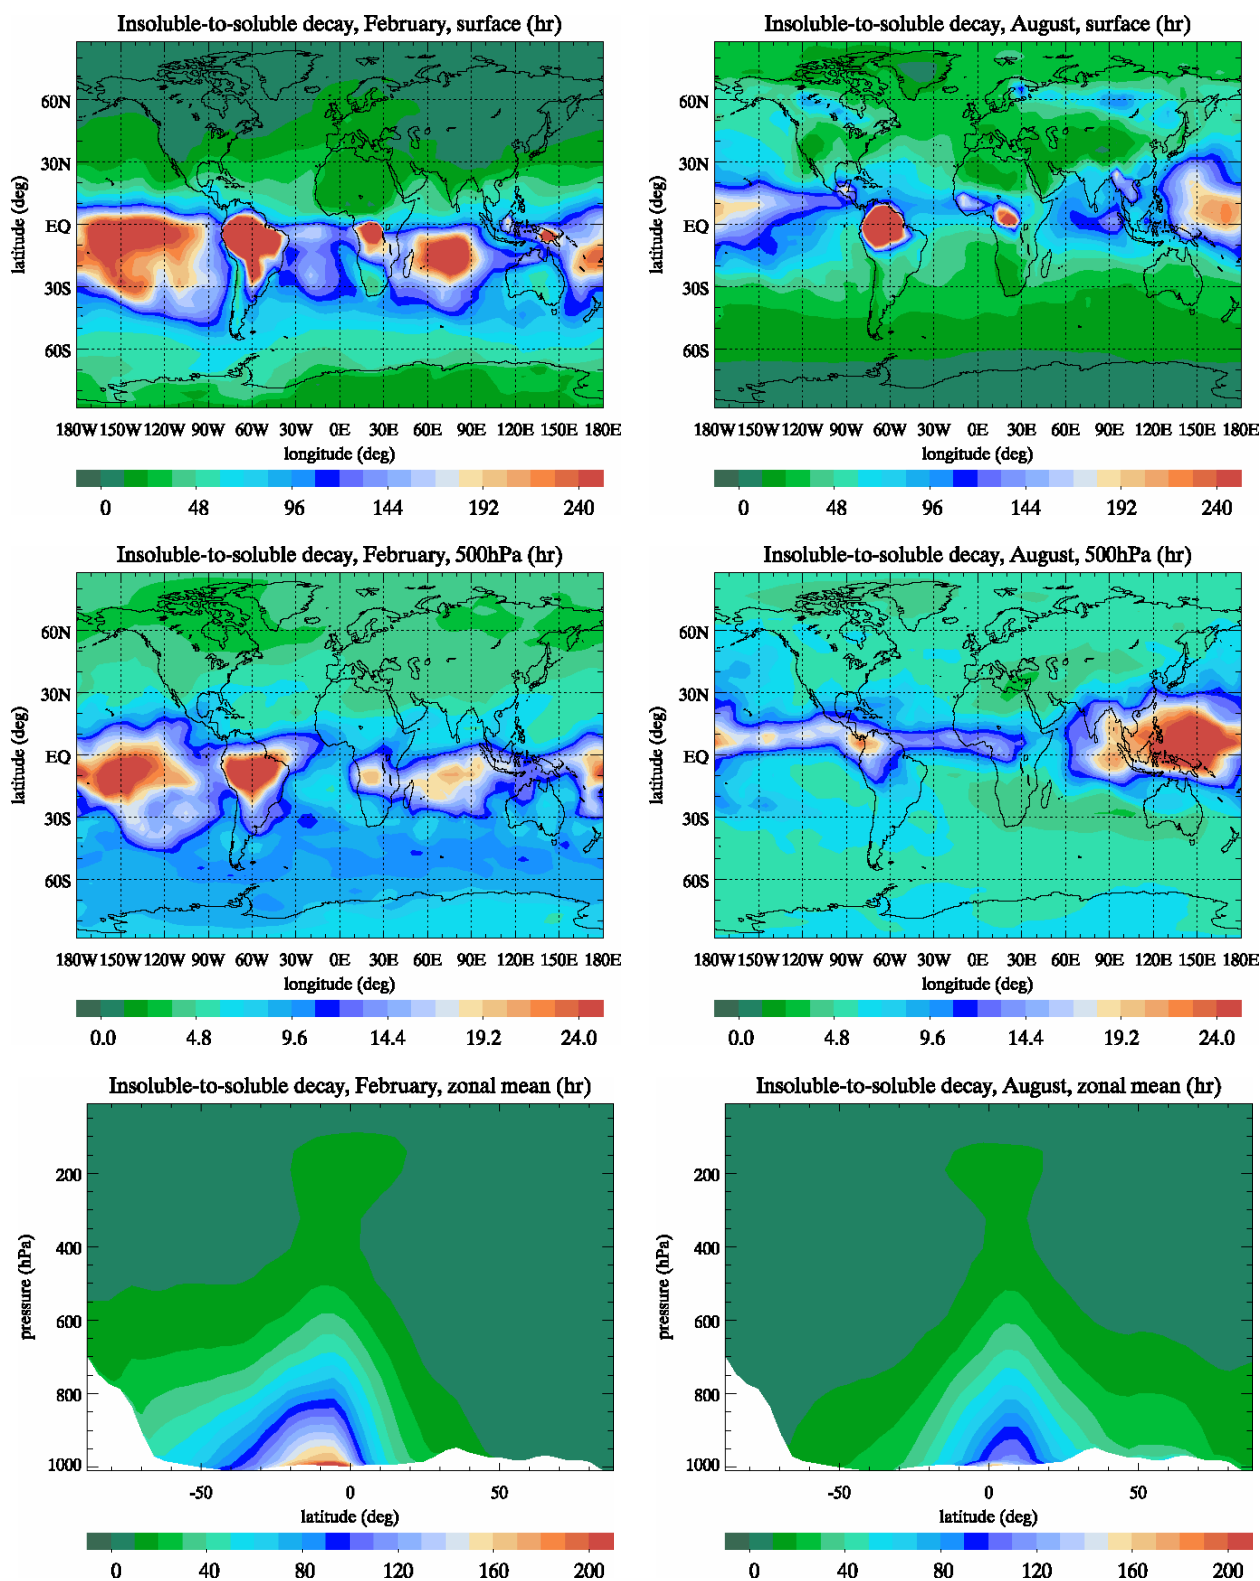 Insoluble-to-soluble decay, February, surface (hr)
60N
30N
EQ
30S
60S
latitude (deg)
180W 150W 120W 90W 60W 30W 0E 30E 60E 90E 120E 150E 180E
longitude (deg)
0 48 96 144 192 240
Insoluble-to-soluble decay, August, surface (hr)
60N
30N
EQ
30S
60S
latitude (deg)
180W 150W 120W 90W 60W 30W 0E 30E 60E 90E 120E 150E 180E
longitude (deg)
0 48 96 144 192 240
Insoluble-to-soluble decay, February, 500hPa (hr)
60N
30N
EQ
30S
60S
latitude (deg)
180W 150W 120W 90W 60W 30W 0E 30E 60E 90E 120E 150E 180E
longitude (deg)
0.0 4.8 9.6 14.4 19.2 24.0
Insoluble-to-soluble decay, August, 500hPa (hr)
60N
30N
EQ
30S
60S
latitude (deg)
180W 150W 120W 90W 60W 30W 0E 30E 60E 90E 120E 150E 180E
longitude (deg)
0.0 4.8 9.6 14.4 19.2 24.0
Insoluble-to-soluble decay, February, zonal mean (hr)
200
400
600
800
1000
pressure (hPa)
-50 0 50
latitude (deg)
0 40 80 120 160 200
Insoluble-to-soluble decay, August, zonal mean (hr)
200
400
600
800
1000
pressure (hPa)
-50 0 50
latitude (deg)
0 40 80 120 160 200